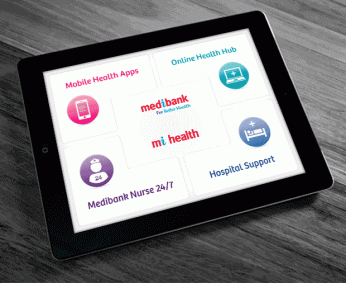 Mobile Health Apps
Online Health Hub
medibank
For Better Health
mi health
24
Medibank Nurse 24/7
Hospital Support